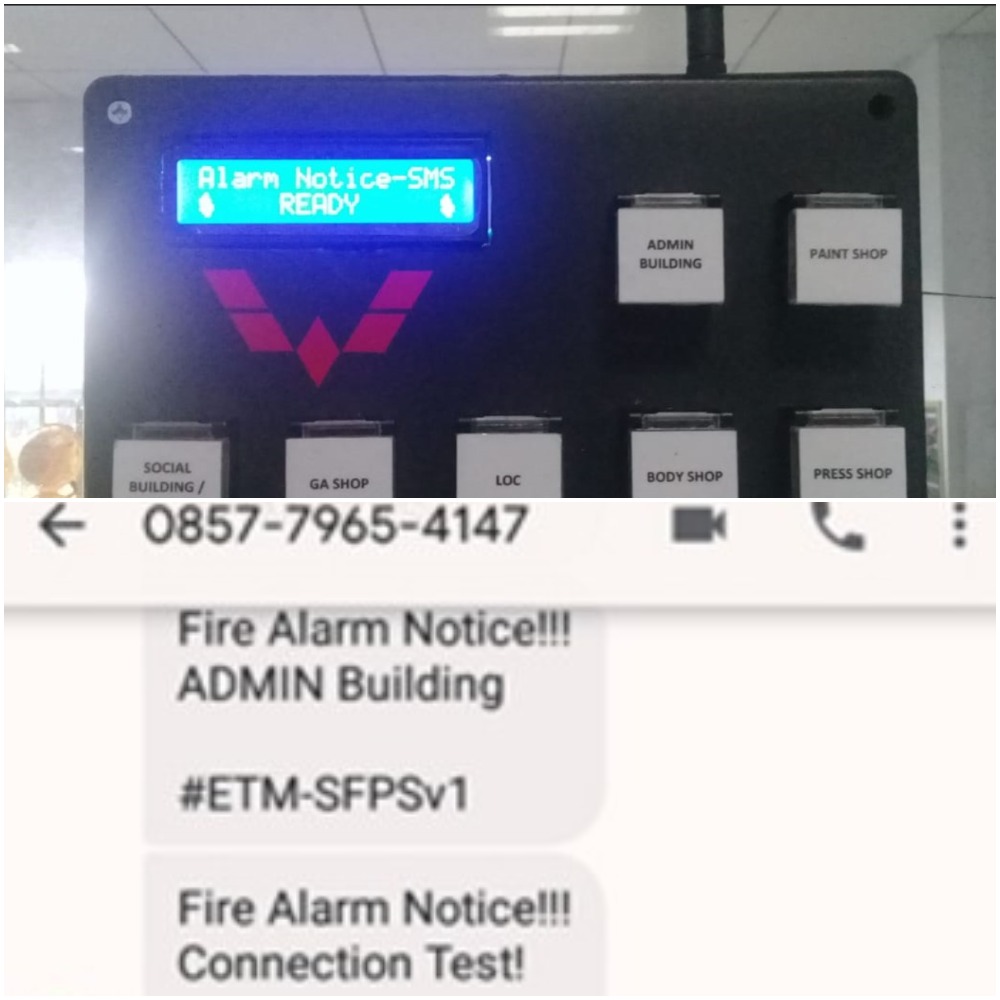 Alarm Notice-SMS
READY
ADMIN
BUILDING
PAINT SHOP
SOCIAL
BUILDING /
GA SHOP
LOC
BODY SHOP
PRESS SHOP
0857-7965-4147
Fire Alarm Notice!!!
ADMIN Building
#ETM-SFPSv1
Fire Alarm Notice!!!
Connection Test!